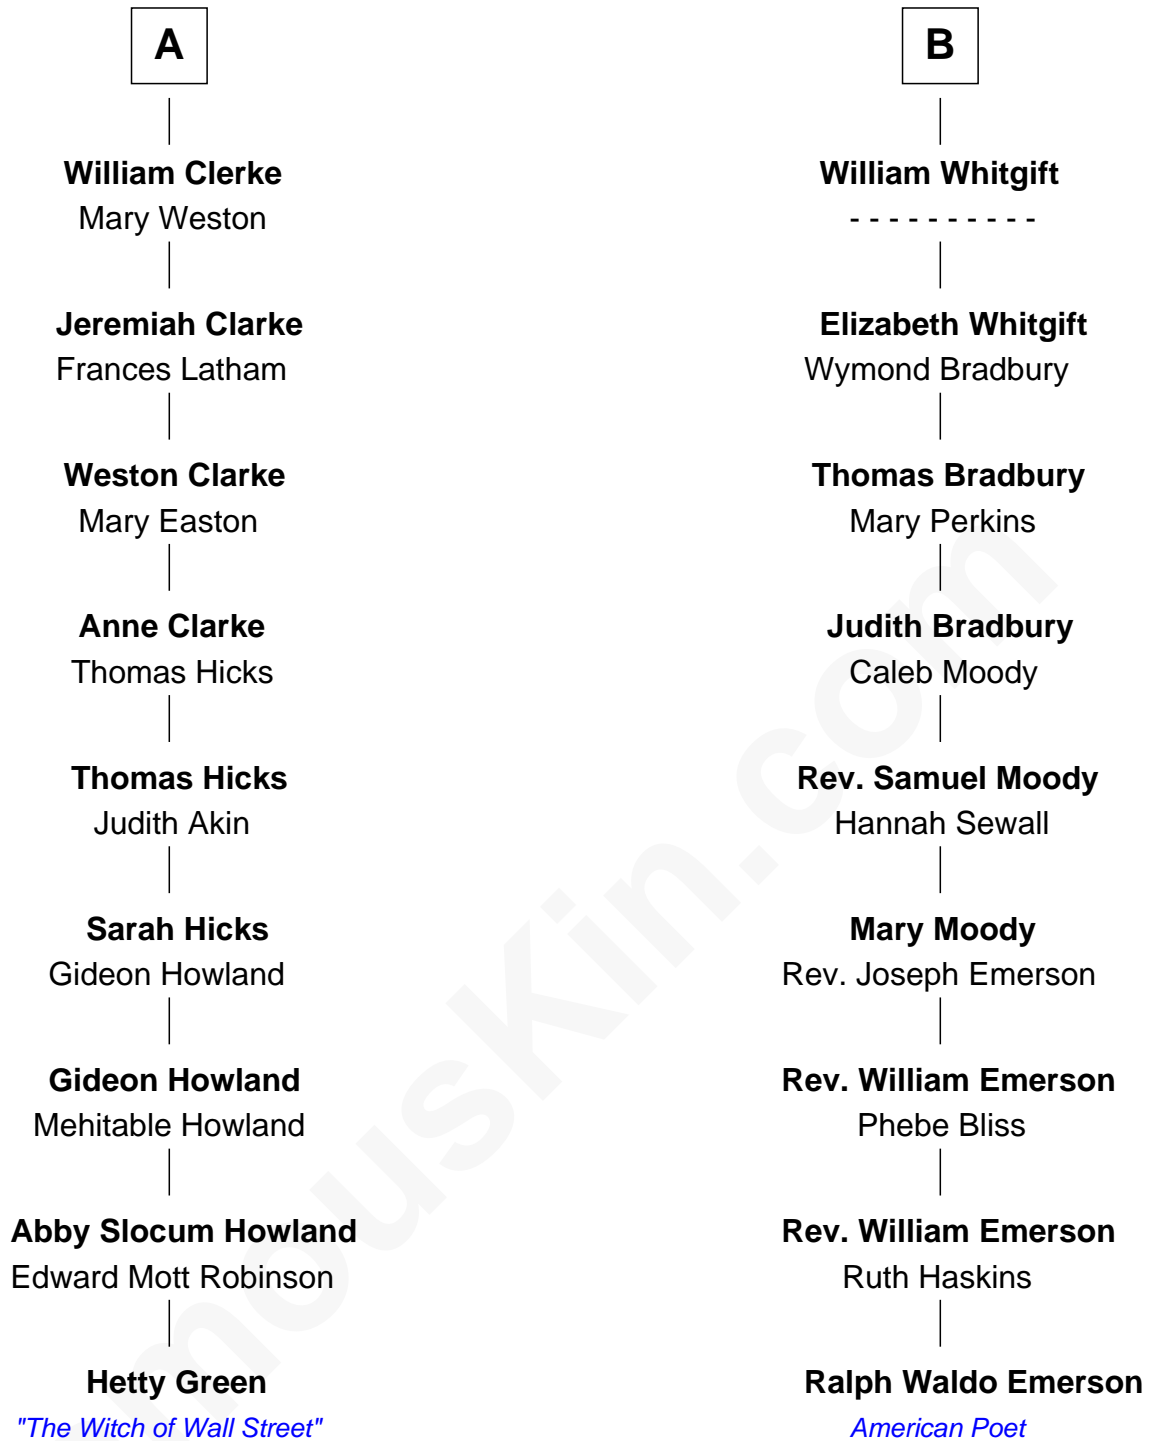 A
William Clerke
Mary Weston
Jeremiah Clarke
Frances Latham
Weston Clarke
Mary Easton
Anne Clarke
Thomas Hicks
Thomas Hicks
Judith Akin
Sarah Hicks
Gideon Howland
Gideon Howland
Mehitable Howland
Abby Slocum Howland
Edward Mott Robinson
Hetty Green
"The Witch of Wall Street"
B
William Whitgift
- - - - - - - - - -
Elizabeth Whitgift
Wymond Bradbury
Thomas Bradbury
Mary Perkins
Judith Bradbury
Caleb Moody
Rev. Samuel Moody
Hannah Sewall
Mary Moody
Rev. Joseph Emerson
Rev. William Emerson
Phebe Bliss
Rev. William Emerson
Ruth Haskins
Ralph Waldo Emerson
American Poet
mousKin.com